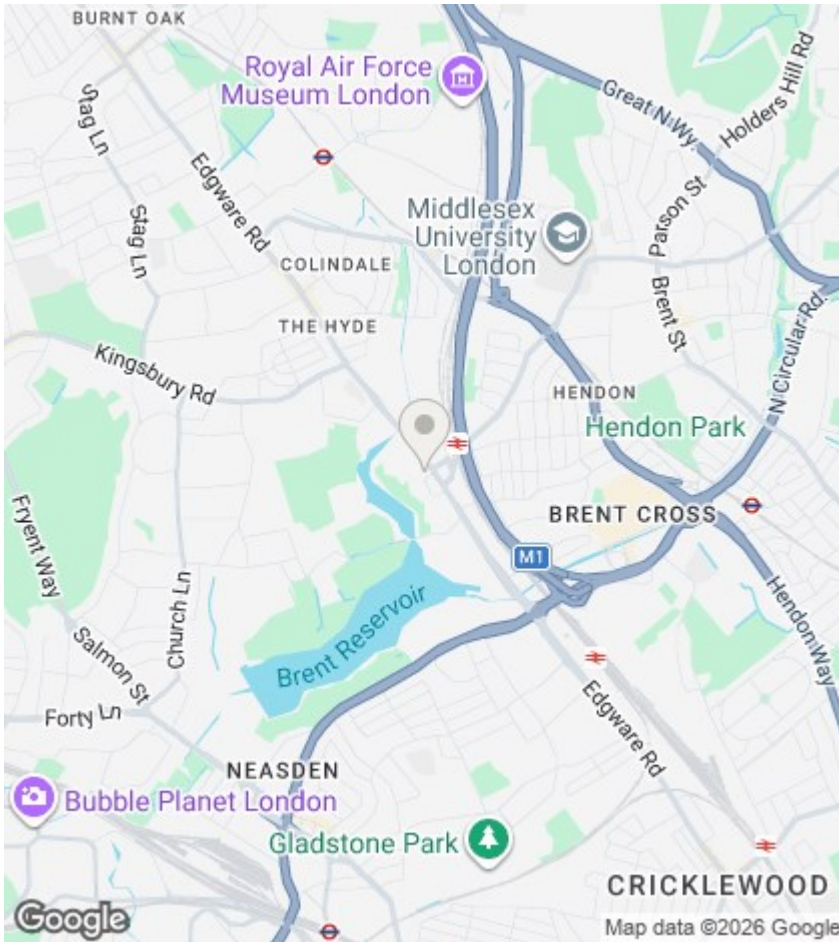 BURNT OAK
Royal Air Force
Museum London
Great N Wy.
Holders Hill Rd
Stag Ln
Edgware Rd
Parson St
Stag Ln
Middlesex
University
London
COLINDALE
Brent St
THE HYDE
N Circular Rd.
Kingsbury Rd
HENDON
Hendon Park
Fryent Way
BRENT CROSS
M1
Church Ln
Brent Reservoir
Hendon Way
Salmon St
Forty Ln
Edgware Rd
NEASDEN
Bubble Planet London
Gladstone Park
CRICKLEWOOD
Google
Map data ©2026 Google